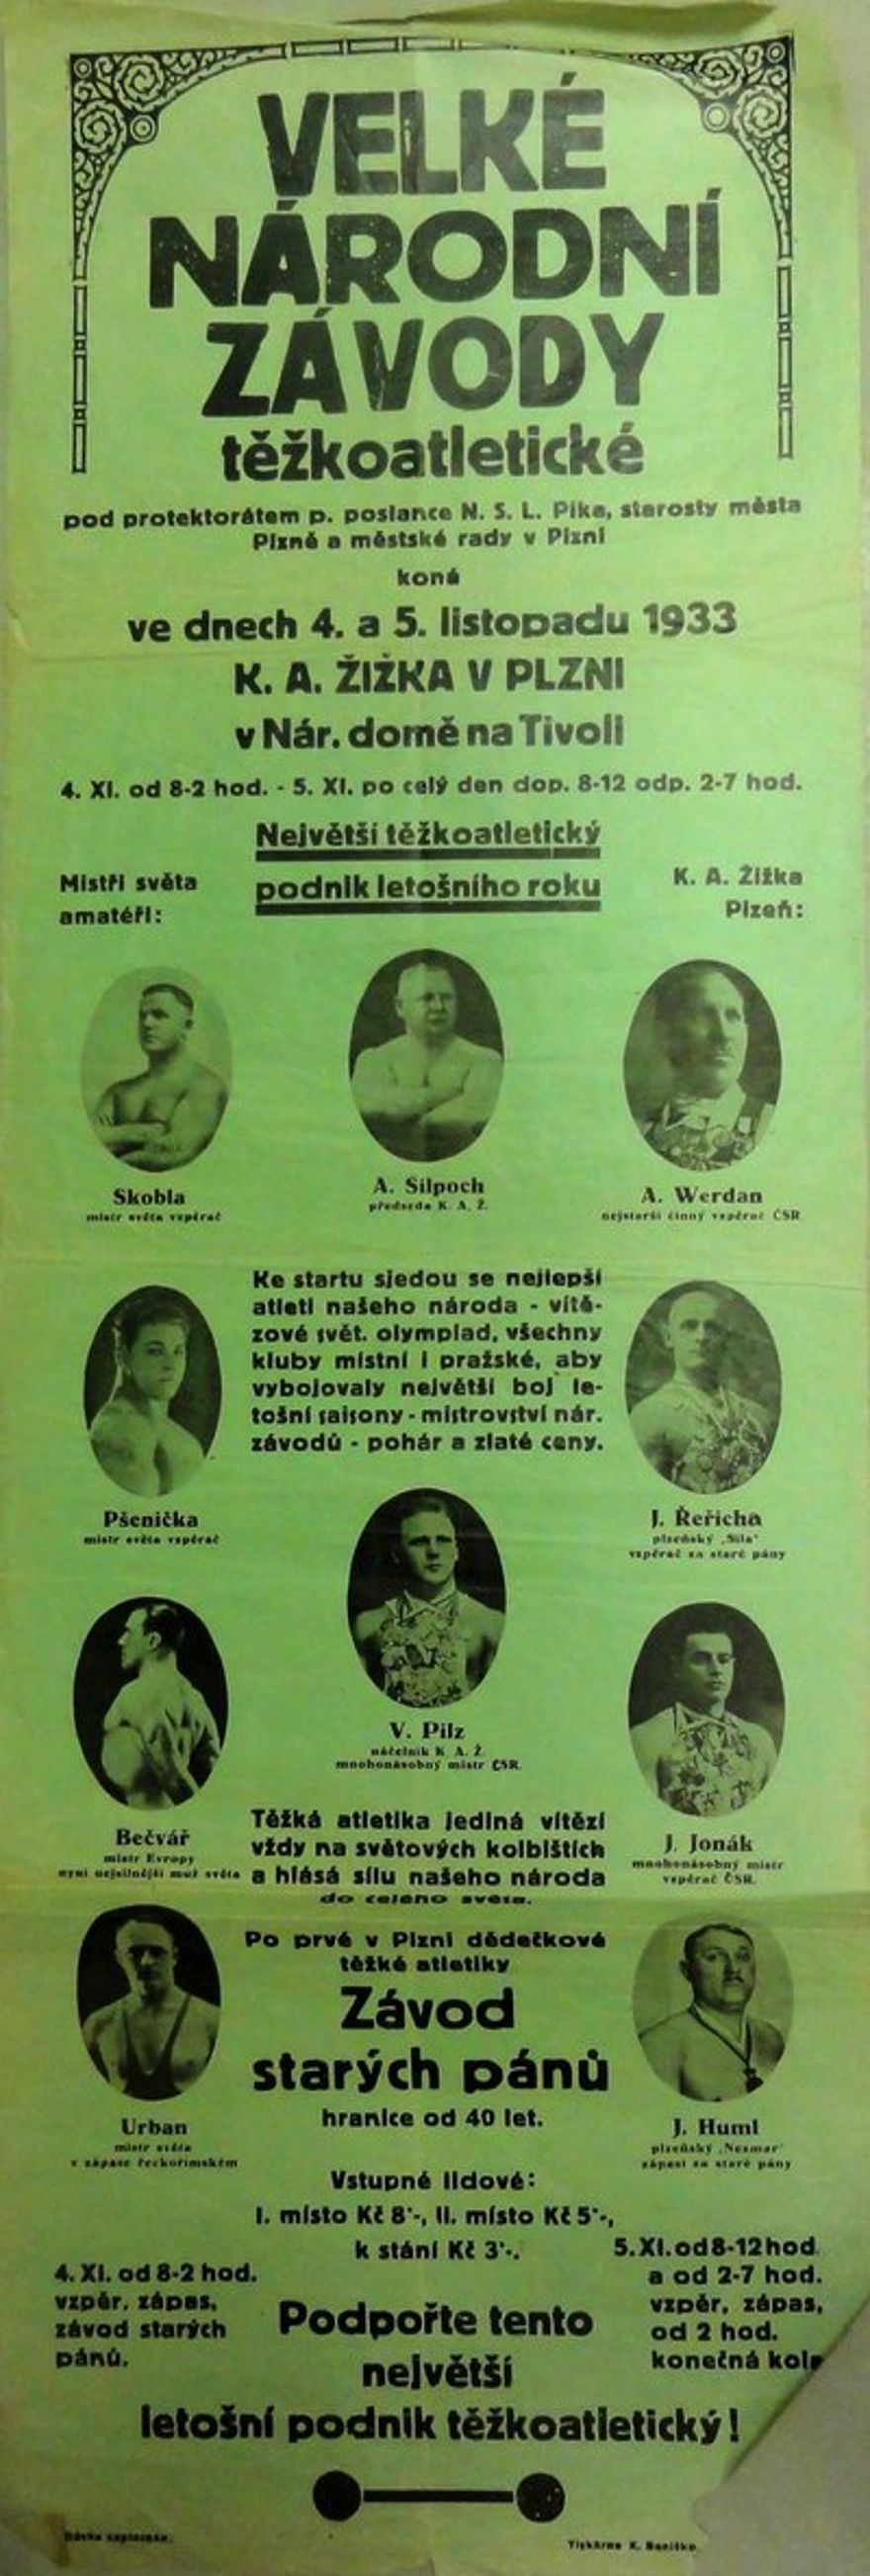 VELKÉ
NÁRODNÍ
ZÁVODY
těžkoatletické
pod protektorátem p. poslance N. S. L. Pika, starosty města
Plzně a městské rady v Plzni
koná
ve dnech 4. a 5. listopadu 1933
K. A. ŽIŽKA V PLZNI
v Nár. domě na Tivoli
4. XI. od 8-2 hod. - 5. XI. po celý den dop. 8-12 odp. 2-7 hod.
Největší těžkoatletický
podnik letošního roku
Mistři světa
amatéři:
K. A. Žižka
Plzeň:
Skobla
mistr světa vzpěrač
A. Silpoch
předseda K. A. Ž.
A. Werdan
nejstarší činný vzpěrač ČSR
Ke startu sjedou se nejlepší
atleti našeho národa - vítě-
zové svět. olympiad, všechny
kluby místní i pražské, aby
vybojovaly největší boj le-
tošní saisony - mistrovství nár.
závodů - pohár a zlaté ceny.
Pšenička
mistr světa vzpěrač
J. Řeřicha
plzeňský „Síla“
vzpěrač za staré pány
V. Pilz
náčelník K. A. Ž.
mnohonásobný mistr ČSR.
Bečvář
mistr Evropy
nyní nejsilnější muž světa
J. Jonák
mnohonásobný mistr
vzpěrač ČSR.
Těžká atletika jediná vítězí
vždy na světových kolbištích
a hlásá sílu našeho národa
do celého světa.
Po prvé v Plzni dědečkové
těžké atletiky
Závod
starých pánů
hranice od 40 let.
Urban
mistr světa
v zápase řeckořímském
J. Huml
plzeňský
zápasí za staré pány
Vstupné lidové:
I. místo Kč 8·-, II. místo Kč 5·-,
k stání Kč 3·-.
4. XI. od 8-2 hod.
vzpěr, zápas,
závod starých
pánů.
5. XI. od 8-12 hod.
a od 2-7 hod.
vzpěr, zápas,
od 2 hod.
konečná kola
Podpořte tento
největší
letošní podnik těžkoatletický!
Dávka zaplacena.
Tiskárna K.